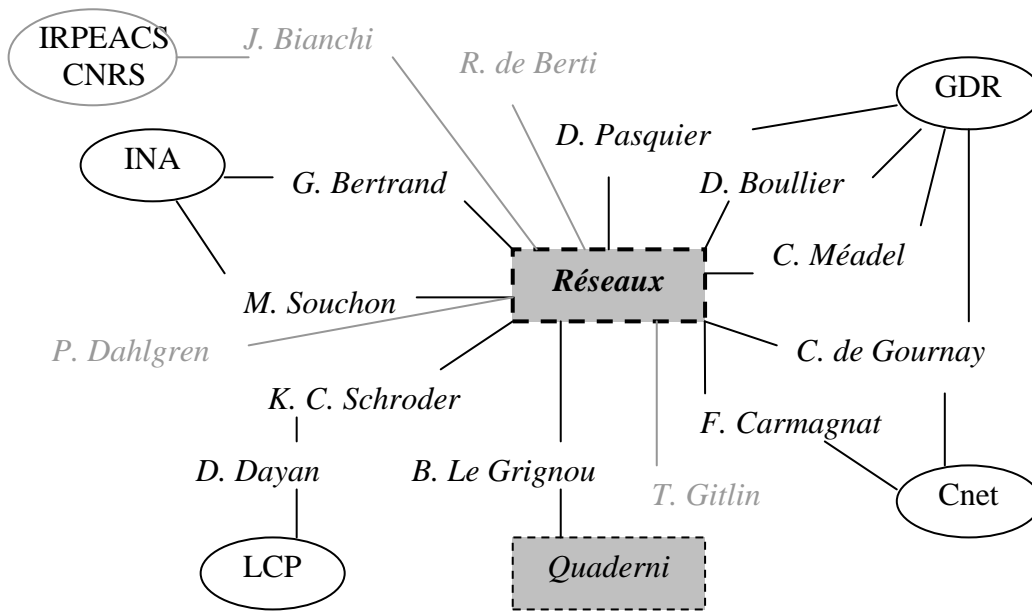 IRPEACS
CNRS
J. Bianchi
R. de Berti
GDR
D. Pasquier
INA
G. Bertrand
D. Boullier
C. Méadel
Réseaux
M. Souchon
P. Dahlgren
C. de Gournay
K. C. Schroder
F. Carmagnat
D. Dayan
B. Le Grignou
T. Gitlin
Cnet
LCP
Quaderni